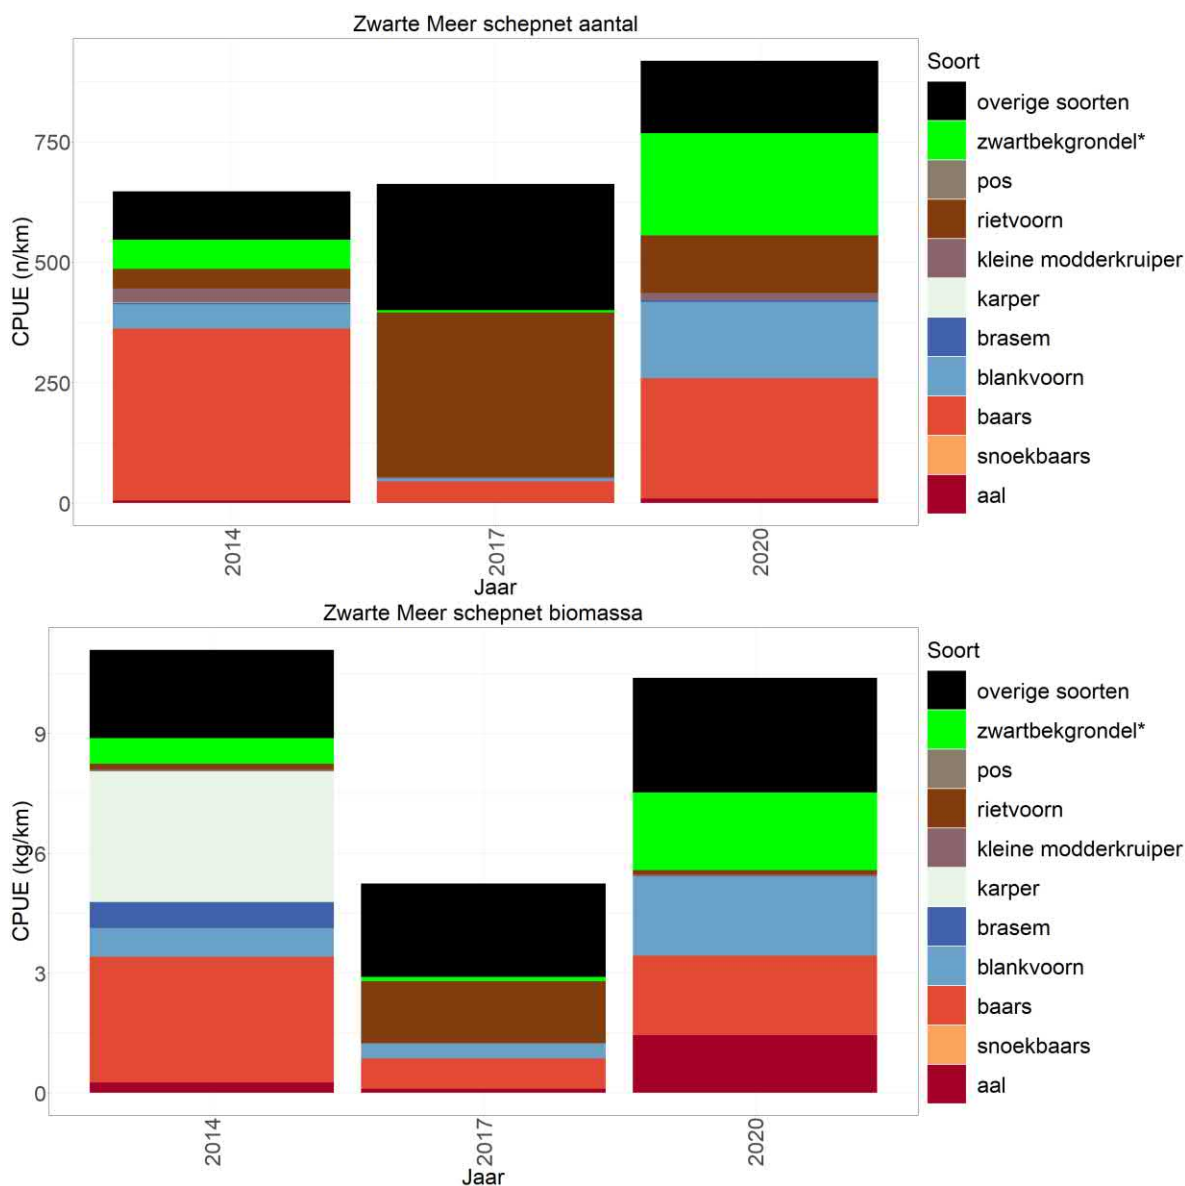 Zwarte Meer schepnet aantal
CPUE (n/km)
750
500
250
0
2014
2017
2020
Jaar
Soort
overige soorten
zwartbekgrondel*
pos
rietvoorn
kleine modderkruiper
karper
brasem
blankvoorn
baars
snoekbaars
aal
Zwarte Meer schepnet biomassa
CPUE (kg/km)
9
6
3
0
2014
2017
2020
Jaar
Soort
overige soorten
zwartbekgrondel*
pos
rietvoorn
kleine modderkruiper
karper
brasem
blankvoorn
baars
snoekbaars
aal